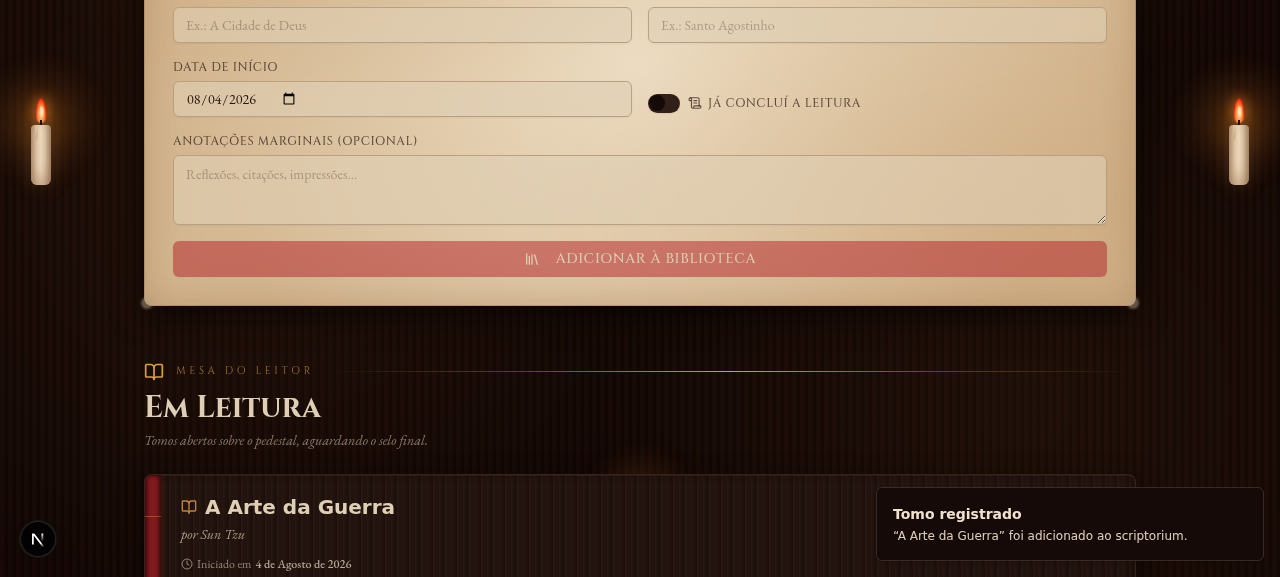 Ex.: A Cidade de Deus
Ex.: Santo Agostinho
DATA DE INÍCIO
08/04/2026
JÁ CONCLUÍ A LEITURA
ANOTAÇÕES MARGINAIS (OPCIONAL)
Reflexões, citações, impressões...
ADICIONAR À BIBLIOTECA
MESA DO LEITOR
Em Leitura
Tomos abertos sobre o pedestal, aguardando o selo final.
A Arte da Guerra
por Sun Tzu
Iniciado em 4 de Agosto de 2026
Tomo registrado
“A Arte da Guerra” foi adicionado ao scriptorium.
N